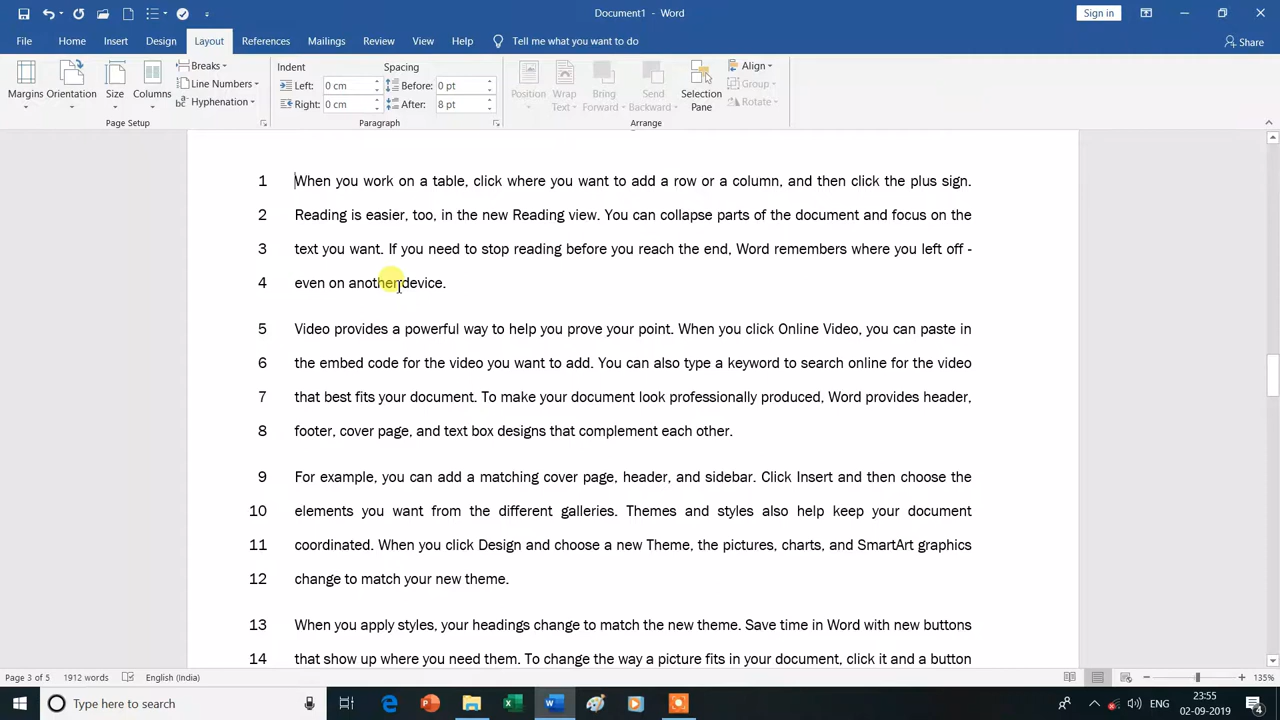 Document1 - Word
Sign in
File Home Insert Design Layout References Mailings Review View Help Tell me what you want to do
Share
Margins Orientation Size Columns
Breaks
Line Numbers
Hyphenation
Page Setup
Indent Spacing
Left: 0 cm Before: 0 pt
Right: 0 cm After: 8 pt
Paragraph
Position Wrap Text Bring Forward Send Backward Selection Pane
Align
Group
Rotate
Arrange
1 When you work on a table, click where you want to add a row or a column, and then click the plus sign.
2 Reading is easier, too, in the new Reading view. You can collapse parts of the document and focus on the
3 text you want. If you need to stop reading before you reach the end, Word remembers where you left off -
4 even on another device.
5 Video provides a powerful way to help you prove your point. When you click Online Video, you can paste in
6 the embed code for the video you want to add. You can also type a keyword to search online for the video
7 that best fits your document. To make your document look professionally produced, Word provides header,
8 footer, cover page, and text box designs that complement each other.
9 For example, you can add a matching cover page, header, and sidebar. Click Insert and then choose the
10 elements you want from the different galleries. Themes and styles also help keep your document
11 coordinated. When you click Design and choose a new Theme, the pictures, charts, and SmartArt graphics
12 change to match your new theme.
13 When you apply styles, your headings change to match the new theme. Save time in Word with new buttons
14 that show up where you need them. To change the way a picture fits in your document, click it and a button
Page 3 of 5 1912 words English (India)
135%
Type here to search
ENG
23:55
02-09-2019
4